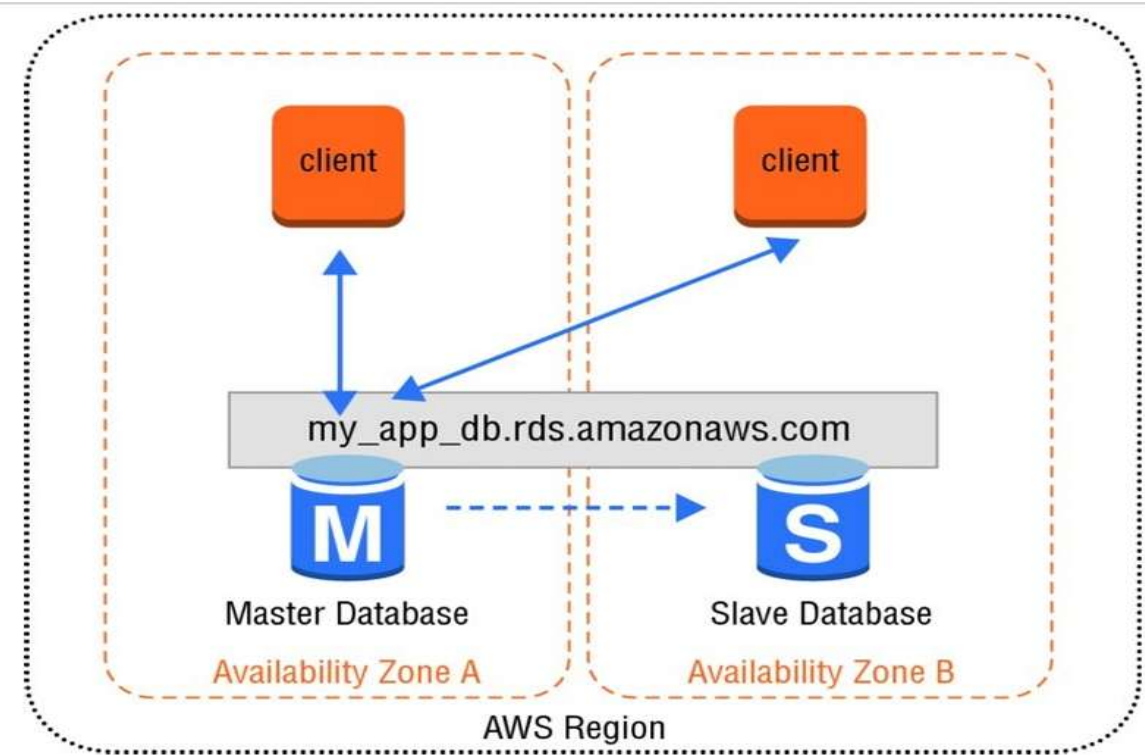 client
client
my_app_db.rds.amazonaws.com
M
S
Master Database
Slave Database
Availability Zone A
Availability Zone B
AWS Region